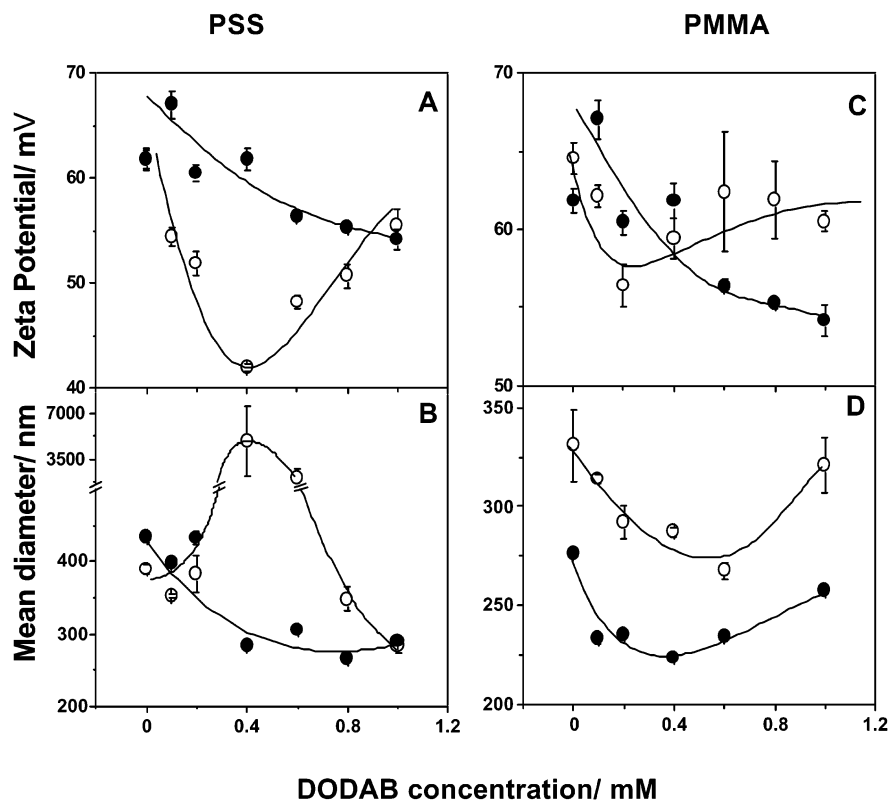 PSS
PMMA
Zeta Potential/ mV
70
60
50
40
A
70
60
50
C
Mean diameter/ nm
7000
3500
400
300
200
B
0
0.4
0.8
1.2
350
300
250
200
D
0
0.4
0.8
1.2
DODAB concentration/ mM